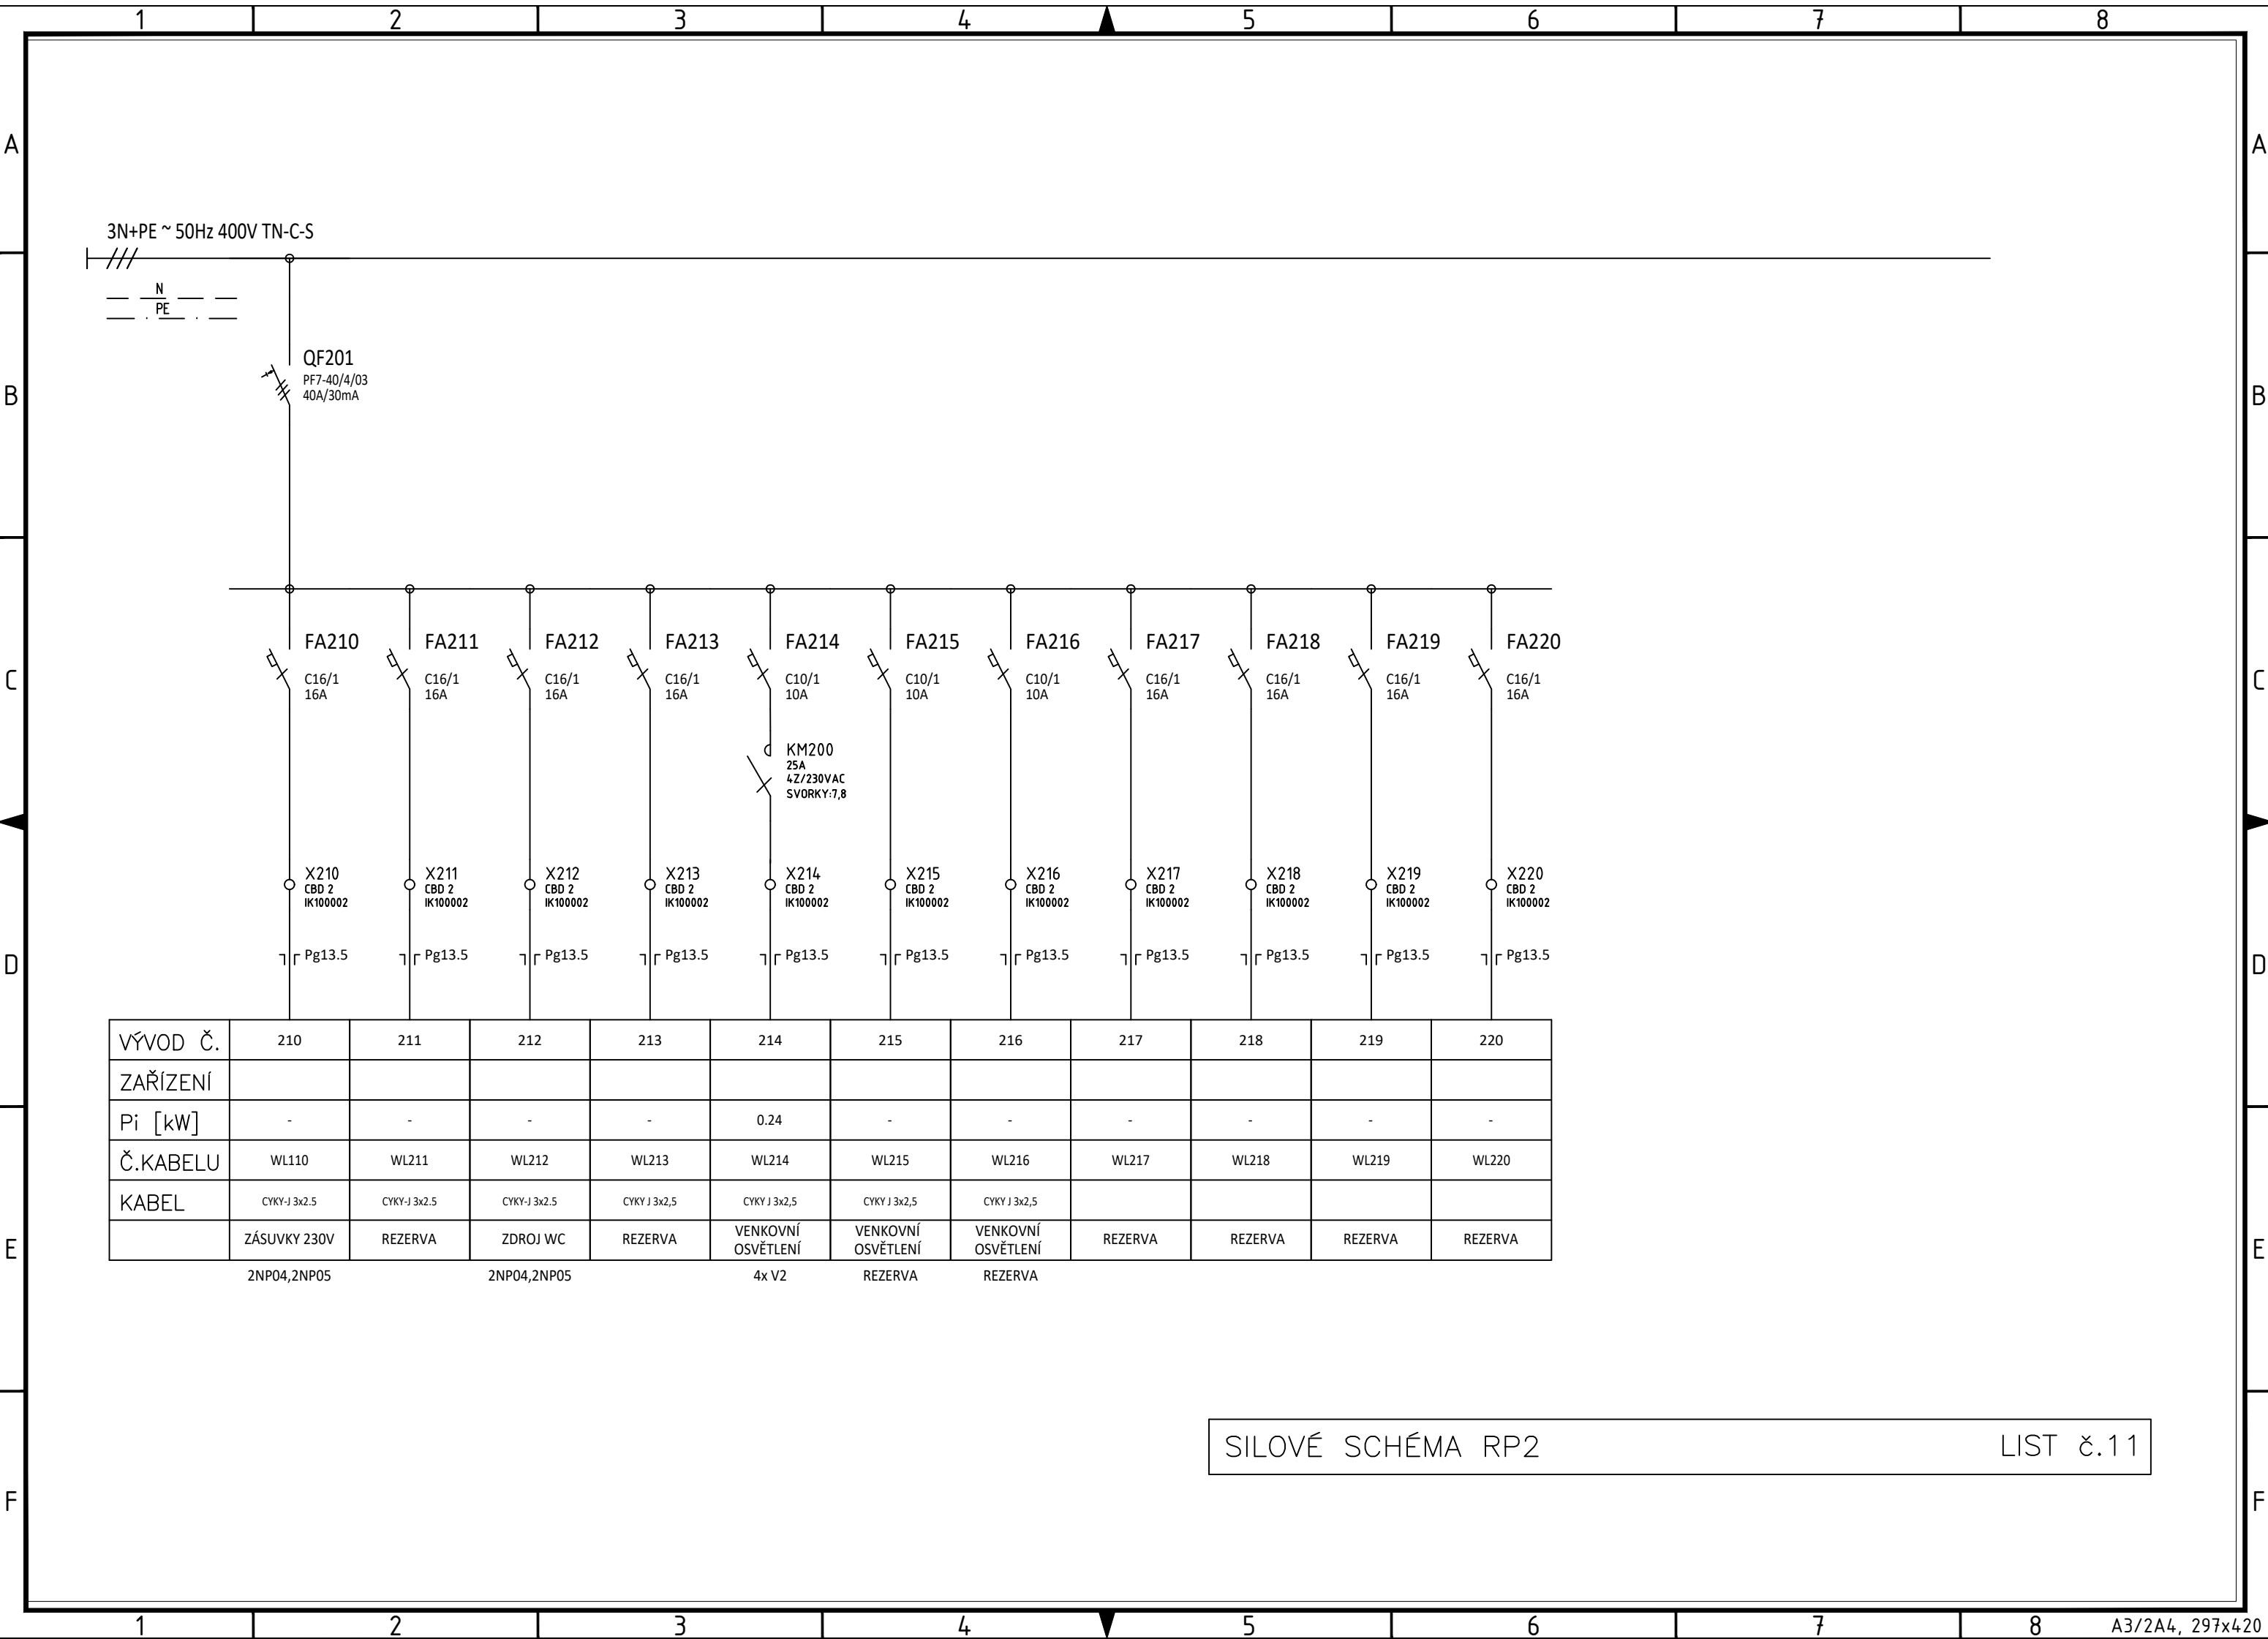 1 2 3 4 5 6 7 8
A A
3N+PE ~ 50Hz 400V TN-C-S
N
PE
QF201
PF7-40/4/03
40A/30mA
B B
FA210 FA211 FA212 FA213 FA214 FA215 FA216 FA217 FA218 FA219 FA220
C C16/1 C16/1 C16/1 C16/1 C10/1 C10/1 C10/1 C16/1 C16/1 C16/1 C16/1 C
16A 16A 16A 16A 10A 10A 10A 16A 16A 16A 16A
KM200
25A
4Z/230VAC
SVORKY:7,8
X210 X211 X212 X213 X214 X215 X216 X217 X218 X219 X220
CBD 2 CBD 2 CBD 2 CBD 2 CBD 2 CBD 2 CBD 2 CBD 2 CBD 2 CBD 2 CBD 2
IK100002 IK100002 IK100002 IK100002 IK100002 IK100002 IK100002 IK100002 IK100002 IK100002 IK100002
D Pg13.5 Pg13.5 Pg13.5 Pg13.5 Pg13.5 Pg13.5 Pg13.5 Pg13.5 Pg13.5 Pg13.5 Pg13.5 D
VÝVOD Č. 210 211 212 213 214 215 216 217 218 219 220
ZAŘÍZENÍ
Pi [kW] - - - - 0.24 - - - - - -
Č.KABELU WL110 WL211 WL212 WL213 WL214 WL215 WL216 WL217 WL218 WL219 WL220
KABEL CYKY-J 3x2.5 CYKY-J 3x2.5 CYKY-J 3x2.5 CYKY J 3x2,5 CYKY J 3x2,5 CYKY J 3x2,5 CYKY J 3x2,5
E ZÁSUVKY 230V REZERVA ZDROJ WC REZERVA VENKOVNÍ OSVĚTLENÍ VENKOVNÍ OSVĚTLENÍ VENKOVNÍ OSVĚTLENÍ REZERVA REZERVA REZERVA REZERVA E
2NP04,2NP05 2NP04,2NP05 4x V2 REZERVA REZERVA
SILOVÉ SCHÉMA RP2 LIST č.11
F F
1 2 3 4 5 6 7 8 A3/2A4, 297x420